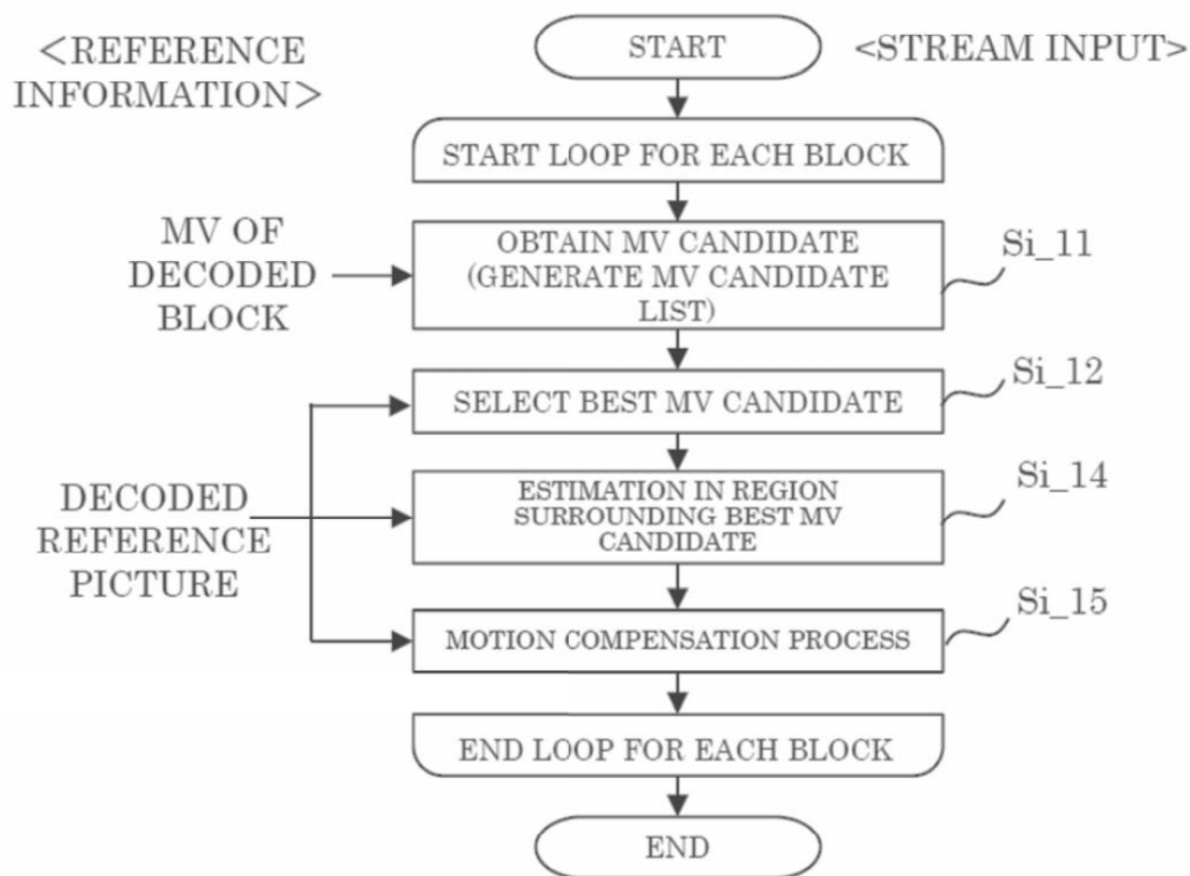 <REFERENCE
INFORMATION>
START
<STREAM INPUT>
START LOOP FOR EACH BLOCK
MV OF
DECODED
BLOCK
OBTAIN MV CANDIDATE
(GENERATE MV CANDIDATE
LIST)
Si_11
SELECT BEST MV CANDIDATE
Si_12
DECODED
REFERENCE
PICTURE
ESTIMATION IN REGION
SURROUNDING BEST MV
CANDIDATE
Si_14
MOTION COMPENSATION PROCESS
Si_15
END LOOP FOR EACH BLOCK
END